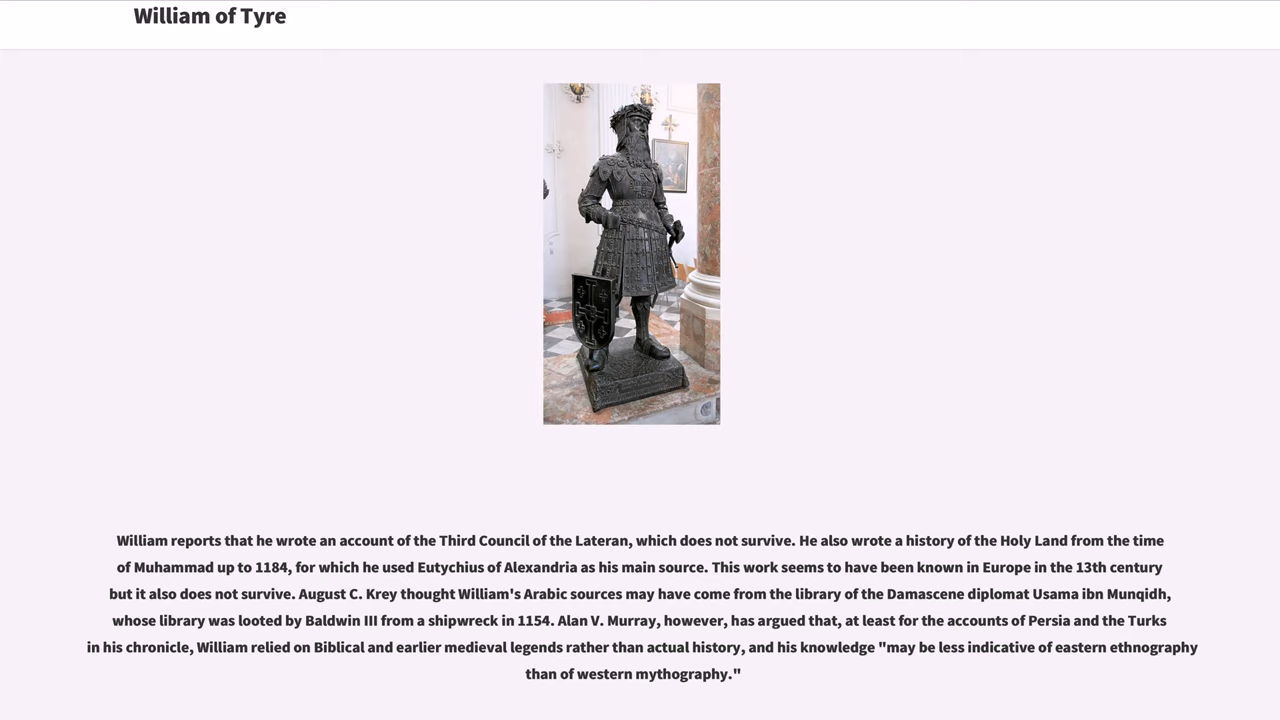 William of Tyre
William reports that he wrote an account of the Third Council of the Lateran, which does not survive. He also wrote a history of the Holy Land from the time
of Muhammad up to 1184, for which he used Eutychius of Alexandria as his main source. This work seems to have been known in Europe in the 13th century
but it also does not survive. August C. Krey thought William's Arabic sources may have come from the library of the Damascene diplomat Usama ibn Munqidh,
whose library was looted by Baldwin III from a shipwreck in 1154. Alan V. Murray, however, has argued that, at least for the accounts of Persia and the Turks
in his chronicle, William relied on Biblical and earlier medieval legends rather than actual history, and his knowledge "may be less indicative of eastern ethnography
than of western mythography."